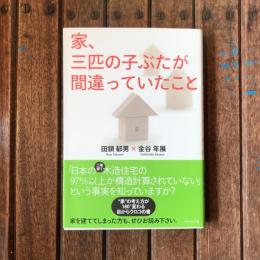 家、
三匹の子ぶたが
間違っていたこと
田鎖郁男×金谷年展
「日本の木造住宅の
97%以上が構造計算されていない」
という事実を知っていますか?
"家"の考え方が
180°変わる
目からウロコの書
家を建ててしまった方も、ぜひお読み下さい。